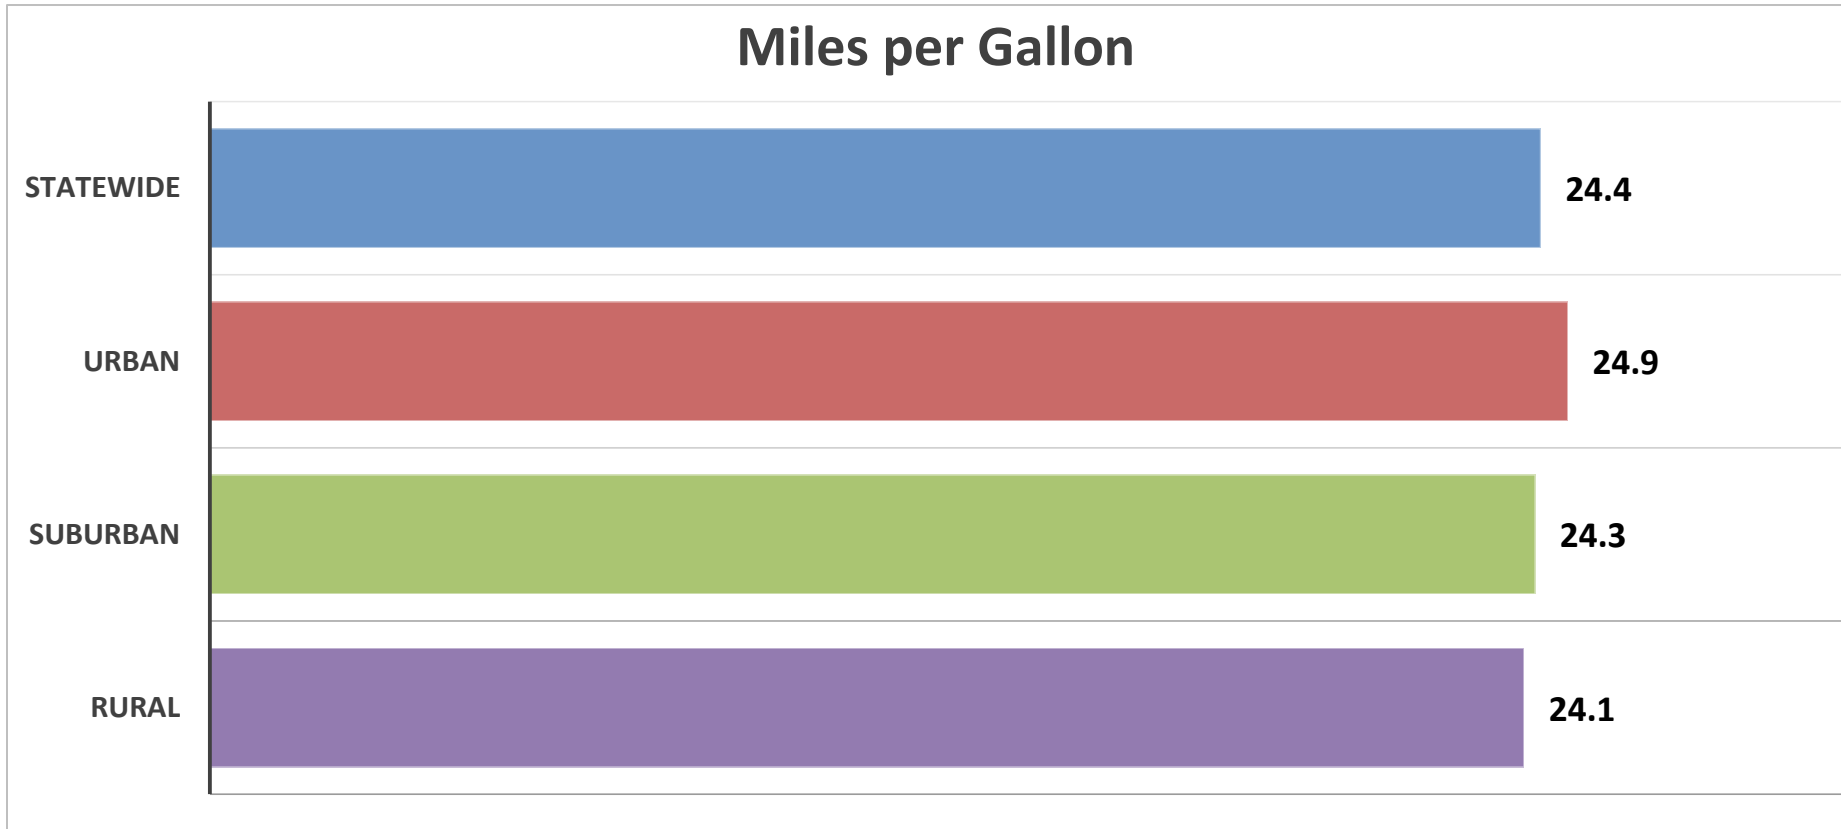 Miles per Gallon
STATEWIDE 24.4
URBAN 24.9
SUBURBAN 24.3
RURAL 24.1